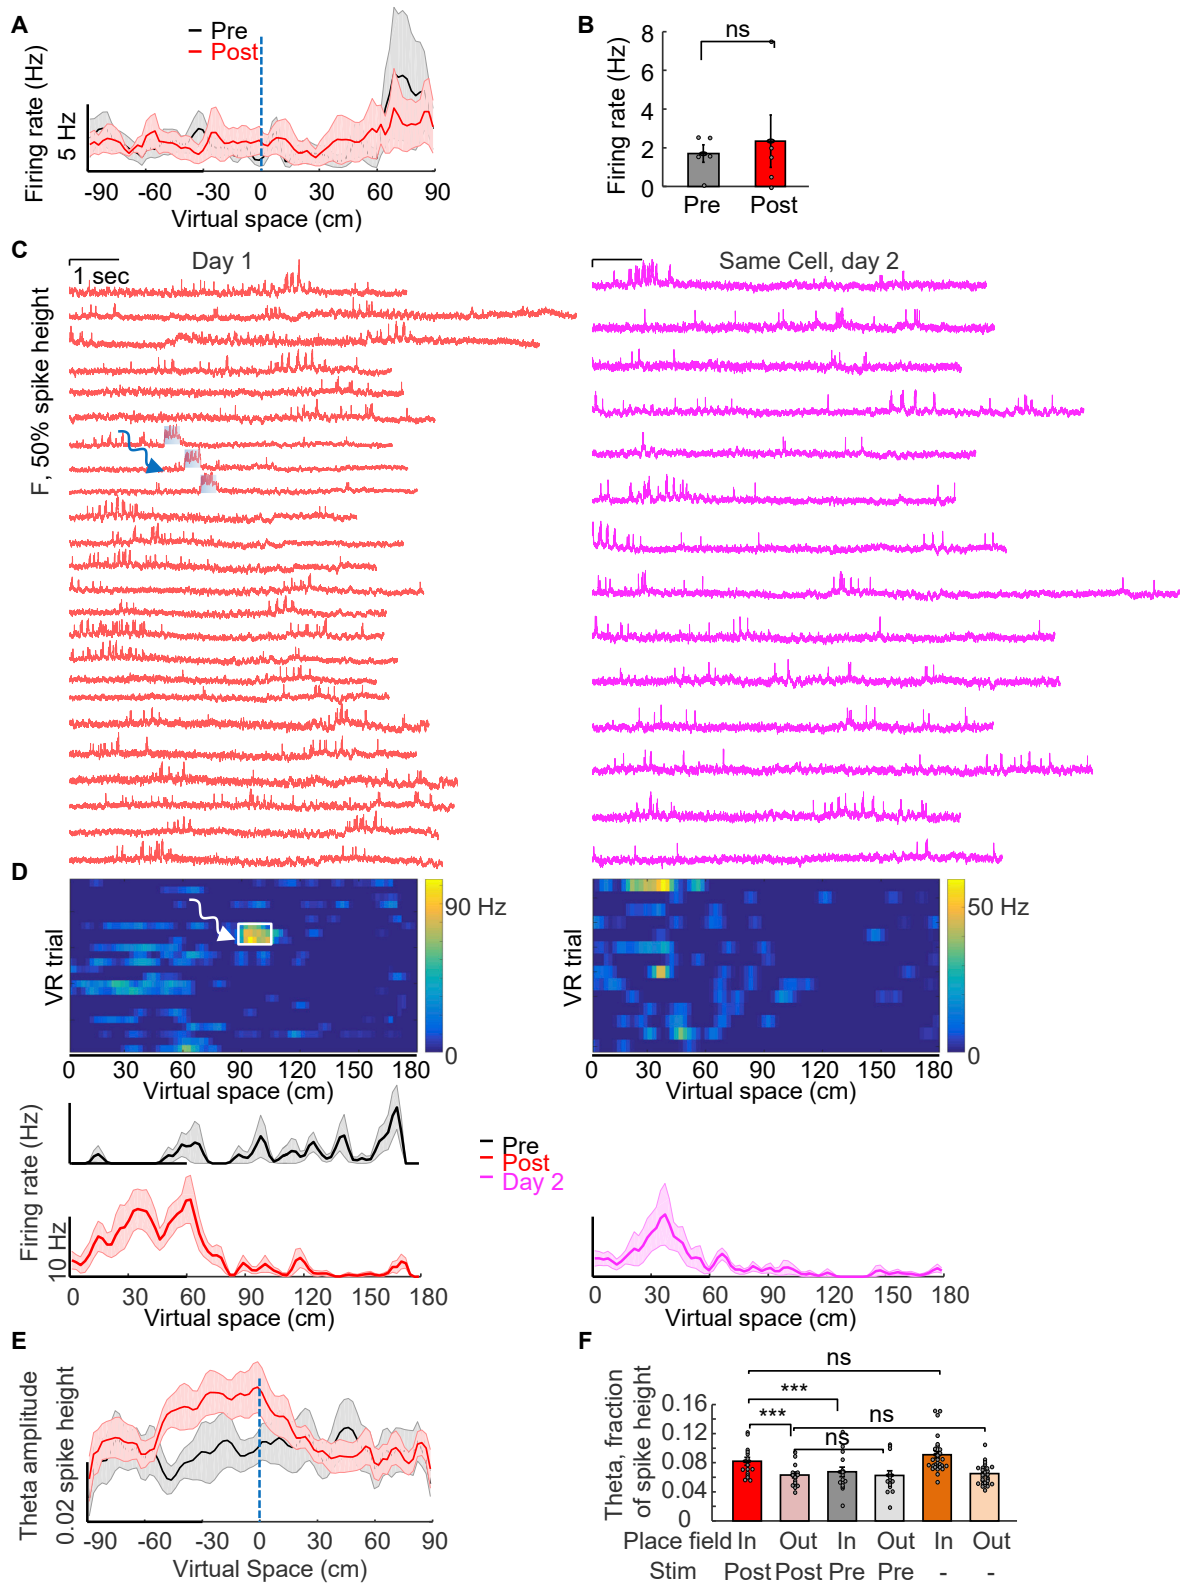 A
Pre
Post
Firing rate (Hz)
5 Hz
-90 -60 -30 0 30 60 90
Virtual space (cm)
B
ns
Firing rate (Hz)
8
6
4
2
0
Pre Post
C
1 sec
Day 1
Same Cell, day 2
F, 50% spike height
D
90 Hz
0
50 Hz
0
VR trial
VR trial
0 30 60 90 120 150 180
Virtual space (cm)
0 30 60 90 120 150 180
Virtual space (cm)
Firing rate (Hz)
10 Hz
Pre
Post
Day 2
0 30 60 90 120 150 180
Virtual space (cm)
0 30 60 90 120 150 180
Virtual space (cm)
E
Theta amplitude
0.02 spike height
-90 -60 -30 0 30 60 90
Virtual Space (cm)
F
ns
***
***
ns
ns
Theta, fraction
of spike height
0.16
0.12
0.08
0.04
0
Place field In Out In Out In Out
Stim Post Post Pre Pre - -